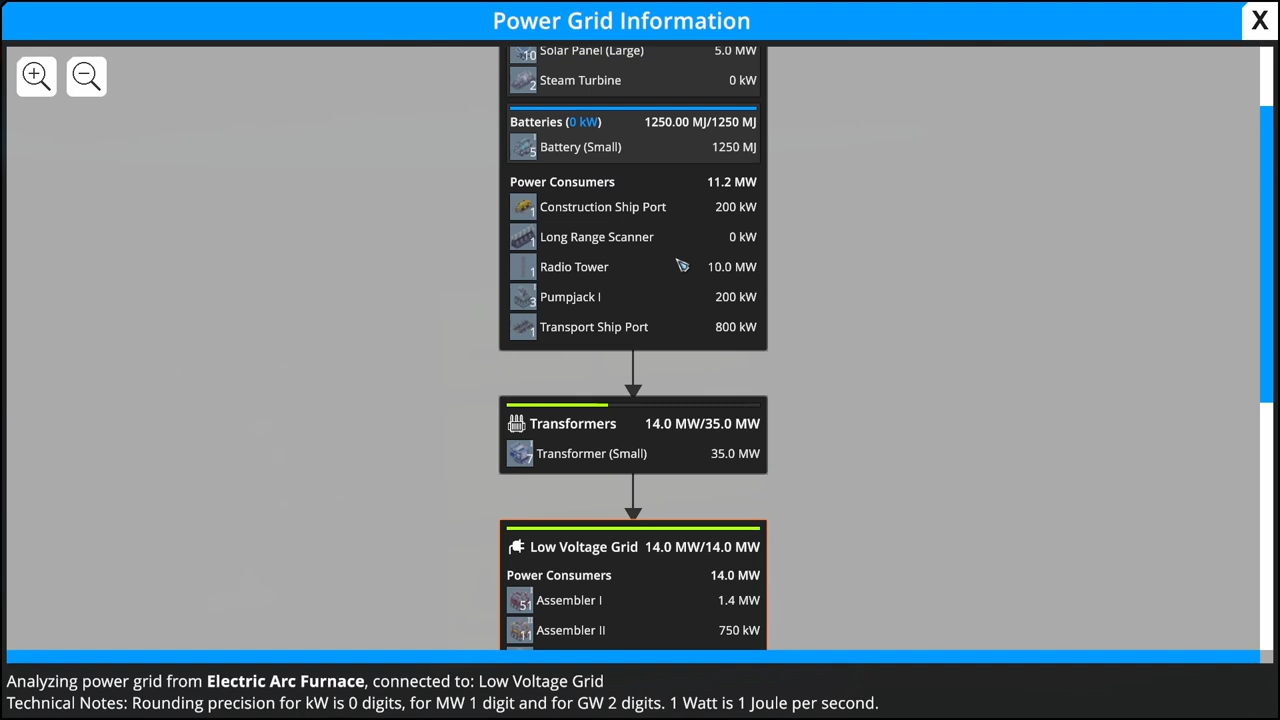 Power Grid Information
X
10 Solar Panel (Large) 5.0 MW
2 Steam Turbine 0 kW
Batteries (0 kW) 1250.00 MJ/1250 MJ
5 Battery (Small) 1250 MJ
Power Consumers 11.2 MW
1 Construction Ship Port 200 kW
1 Long Range Scanner 0 kW
1 Radio Tower 10.0 MW
3 Pumpjack I 200 kW
1 Transport Ship Port 800 kW
Transformers 14.0 MW/35.0 MW
7 Transformer (Small) 35.0 MW
Low Voltage Grid 14.0 MW/14.0 MW
Power Consumers 14.0 MW
51 Assembler I 1.4 MW
11 Assembler II 750 kW
Analyzing power grid from Electric Arc Furnace, connected to: Low Voltage Grid
Technical Notes: Rounding precision for kW is 0 digits, for MW 1 digit and for GW 2 digits. 1 Watt is 1 Joule per second.